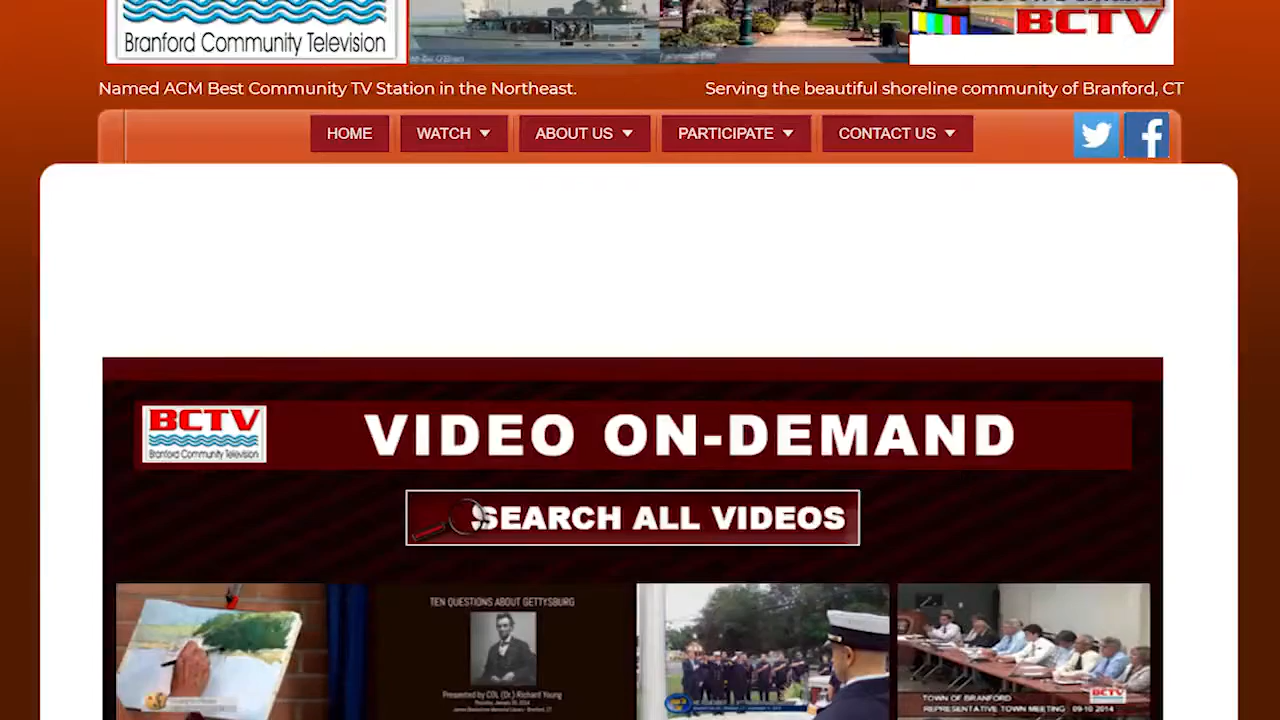 Branford Community Television
BCTV
Named ACM Best Community TV Station in the Northeast.
Serving the beautiful shoreline community of Branford, CT
HOME
WATCH
ABOUT US
PARTICIPATE
CONTACT US
BCTV
Branford Community Television
VIDEO ON-DEMAND
SEARCH ALL VIDEOS
TEN QUESTIONS ABOUT GETTYSBURG
Presented by COL (Dr.) Richard Young
BCTV
TOWN OF BRANFORD
REPRESENTATIVE TOWN MEETING 09-10 2014